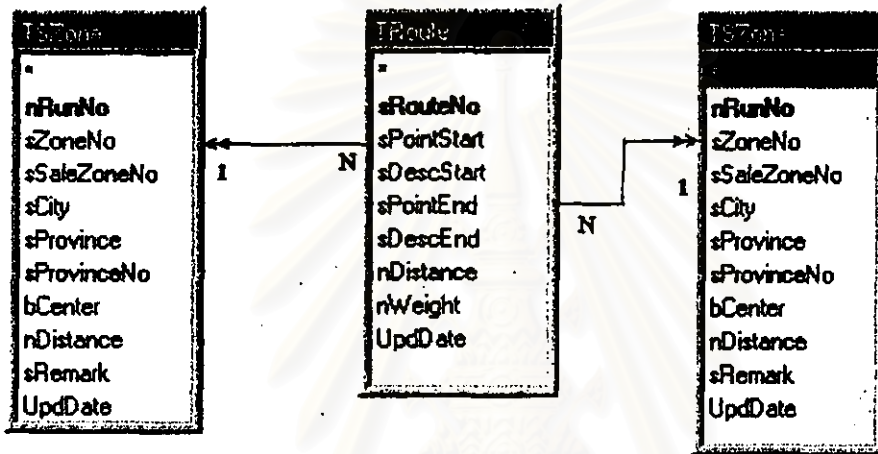 TSZone
*
nRunNo
sZoneNo
sSaleZoneNo
sCity
sProvince
sProvinceNo
bCenter
nDistance
sRemark
UpdDate
1
N
TRoute
*
sRouteNo
sPointStart
sDescStart
sPointEnd
sDescEnd
nDistance
nWeight
UpdDate
N
1
TSZone
*
nRunNo
sZoneNo
sSaleZoneNo
sCity
sProvince
sProvinceNo
bCenter
nDistance
sRemark
UpdDate